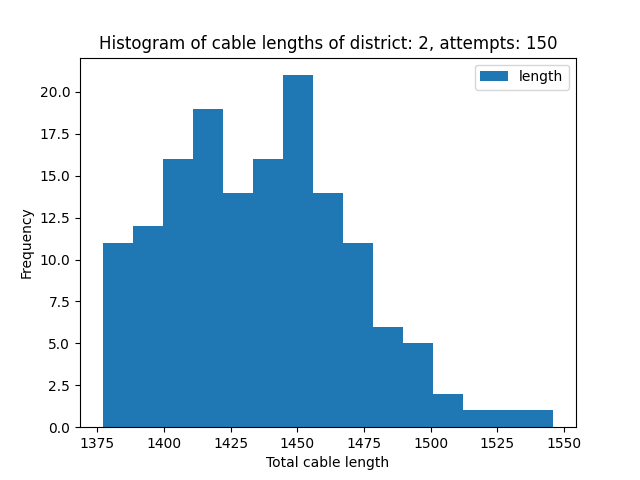 Histogram of cable lengths of district: 2, attempts: 150
length
20.0
17.5
15.0
12.5
10.0
7.5
5.0
2.5
0.0
Frequency
1375 1400 1425 1450 1475 1500 1525 1550
Total cable length